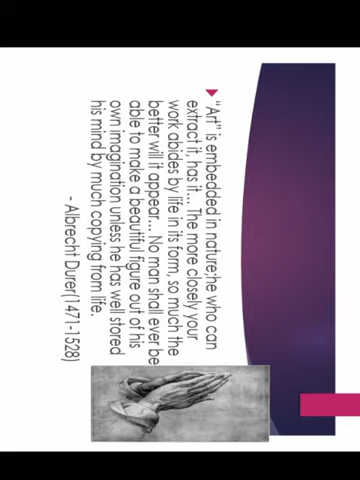 "Art" is embedded in nature;he who can
extract it, has it... The more closely your
work abides by life in its form, so much the
better will it appear... No man shall ever be
able to make a beautiful figure out of his
own imagination unless he has well stored
his mind by much copying from life.
- Albrecht Durer(1471-1528)